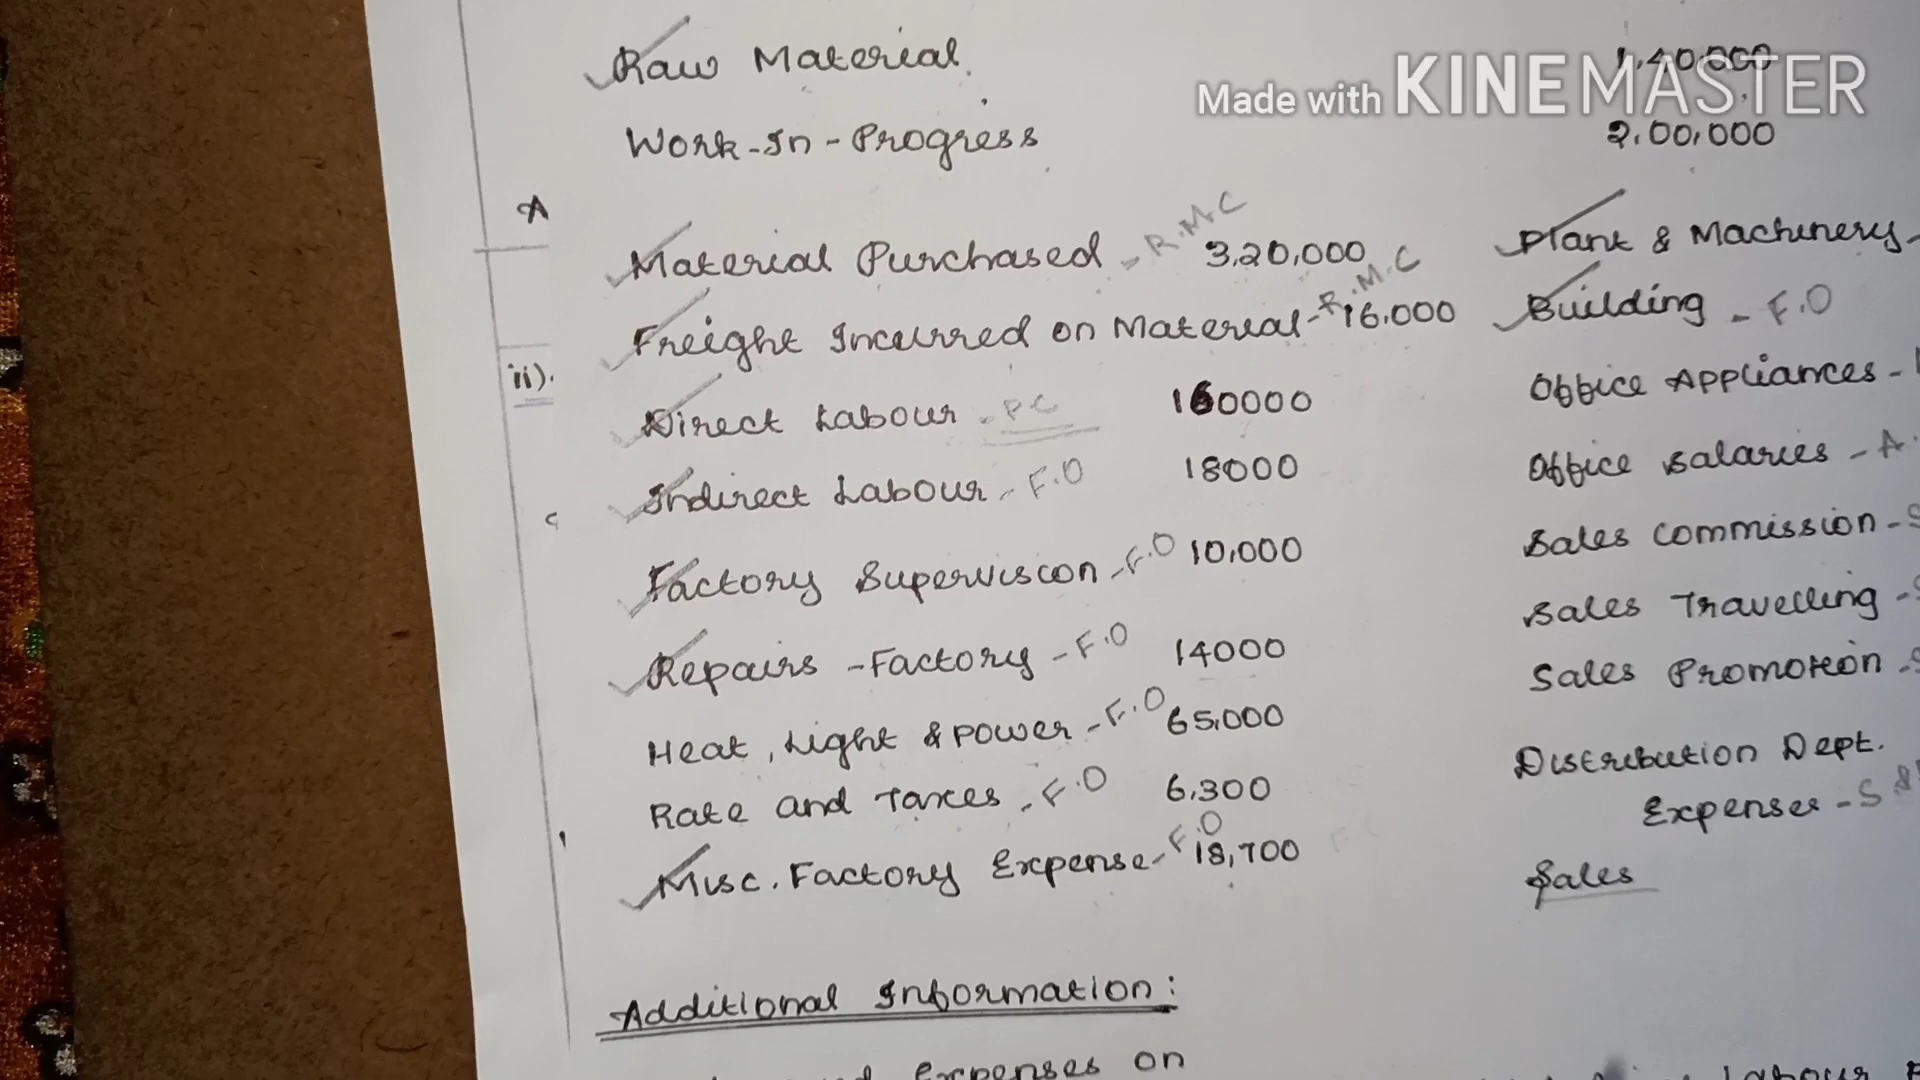 Raw Material 1,40,000
Made with KINEMASTER
Work-In-Progress 2,00,000
A
Material Purchased - R.M.C 3,20,000
Plant & Machinery -
Freight Incurred on Material - R.M.C 16,000
Building - F.O
ii).
Direct Labour - PC 160000
Office Appliances -
Indirect Labour - F.O 18000
Office Salaries - A.
Factory Supervision - F.O 10,000
Sales Commission - S
Repairs - Factory - F.O 14000
Sales Travelling - S
Heat, Light & Power - F.O 65,000
Sales Promotion - S
Rate and Taxes - F.O 6,300
Distribution Dept.
Expenses - S &
Misc. Factory Expense - F.O 18,700
Sales
Additional Information:
Expenses on
Labour